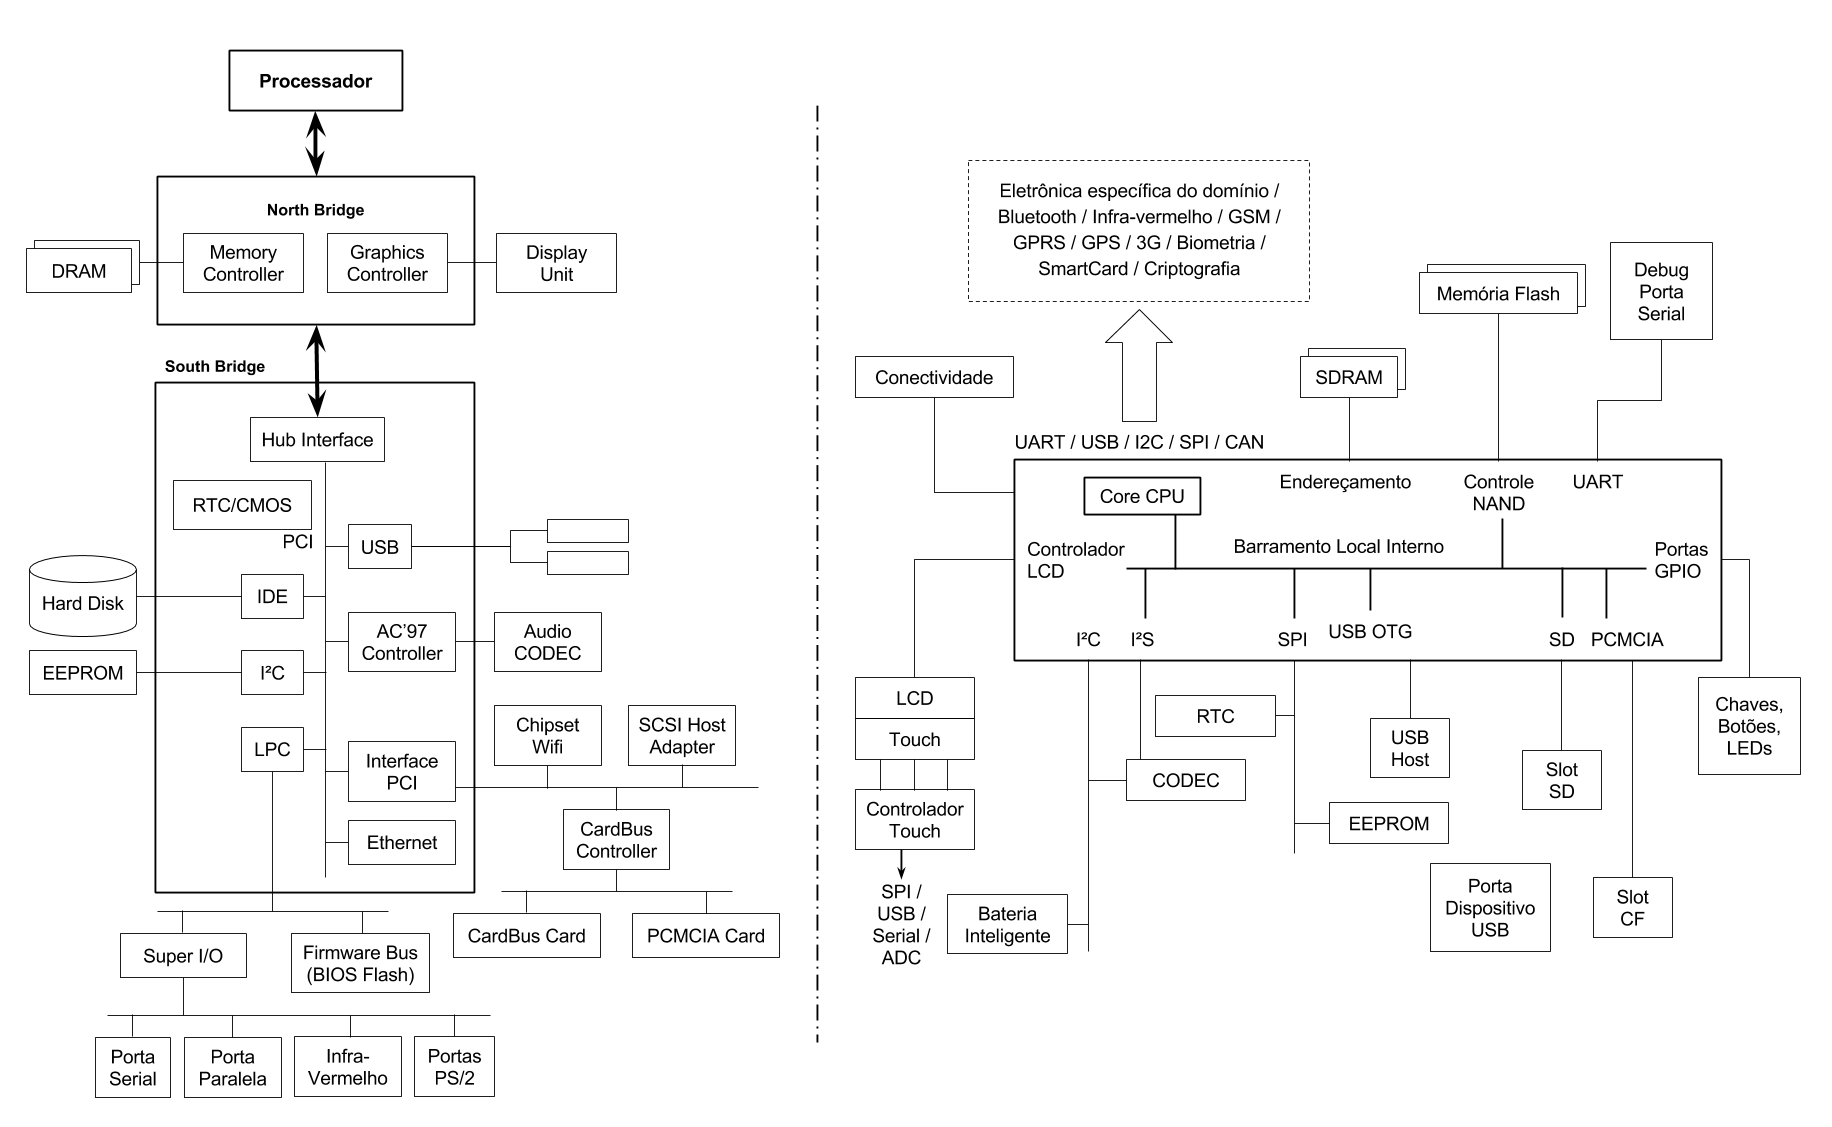 Processador
North Bridge
Memory
Controller
Graphics
Controller
DRAM
Display
Unit
South Bridge
Hub Interface
RTC/CMOS
PCI
USB
Hard Disk
IDE
AC’97
Controller
Audio
CODEC
EEPROM
I²C
LPC
Interface
PCI
Chipset
Wifi
SCSI Host
Adapter
Ethernet
CardBus
Controller
CardBus Card
PCMCIA Card
Super I/O
Firmware Bus
(BIOS Flash)
Porta
Serial
Porta
Paralela
Infra-
Vermelho
Portas
PS/2
Eletrônica específica do domínio /
Bluetooth / Infra-vermelho / GSM /
GPRS / GPS / 3G / Biometria /
SmartCard / Criptografia
Memória Flash
Debug
Porta
Serial
Conectividade
SDRAM
UART / USB / I2C / SPI / CAN
Core CPU
Endereçamento
Controle
NAND
UART
Controlador
LCD
Barramento Local Interno
Portas
GPIO
I²C
I²S
SPI
USB OTG
SD
PCMCIA
LCD
Touch
Controlador
Touch
SPI /
USB /
Serial /
ADC
RTC
CODEC
USB
Host
EEPROM
Slot
SD
Chaves,
Botões,
LEDs
Bateria
Inteligente
Porta
Dispositivo
USB
Slot
CF